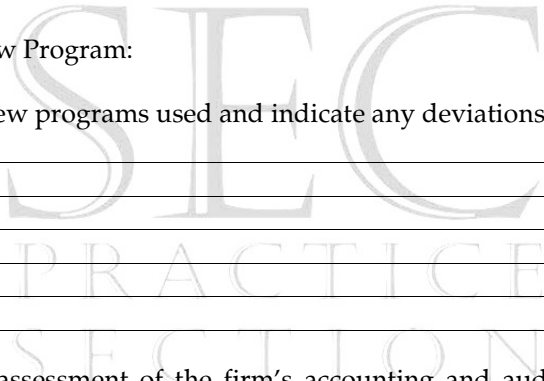 SEC
w Program:
ew programs used and indicate any deviations
PRACTICE
SECTION
assessment of the firm's accounting and aud